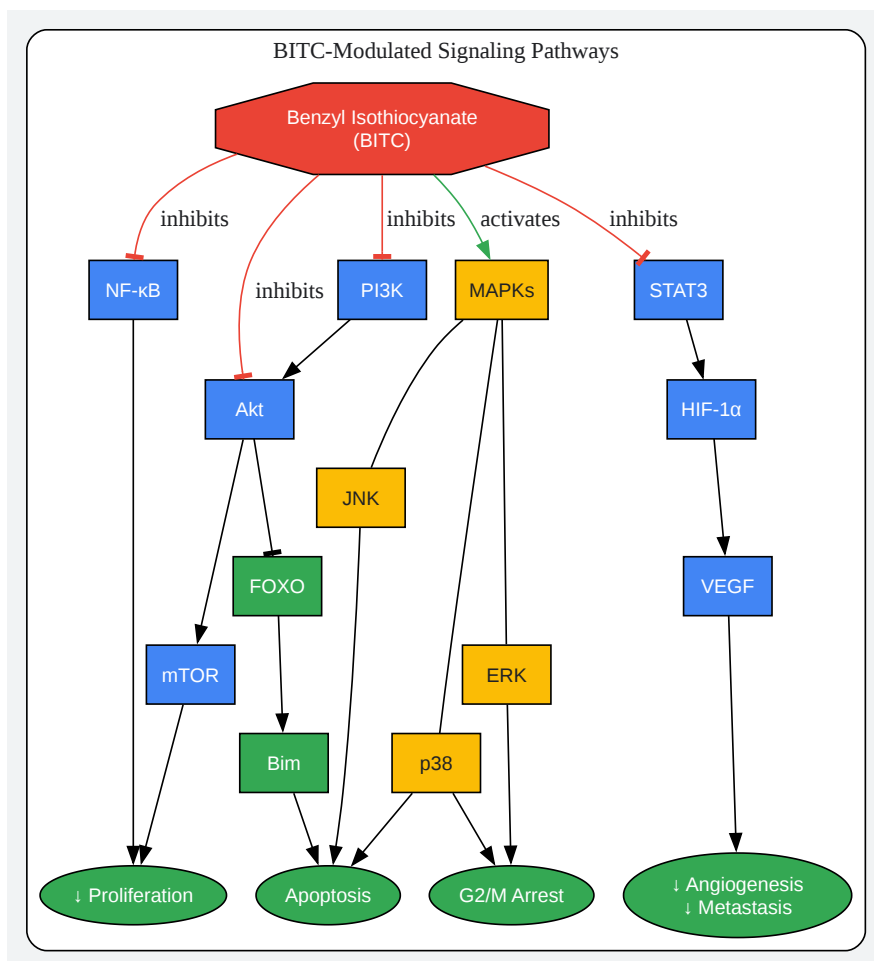 BITC-Modulated Signaling Pathways
Benzyl Isothiocyanate
(BITC)
inhibits
inhibits
activates
inhibits
inhibits
NF-κB
PI3K
MAPKs
STAT3
Akt
HIF-1α
JNK
FOXO
VEGF
mTOR
ERK
Bim
p38
↓ Proliferation
Apoptosis
G2/M Arrest
↓ Angiogenesis
↓ Metastasis